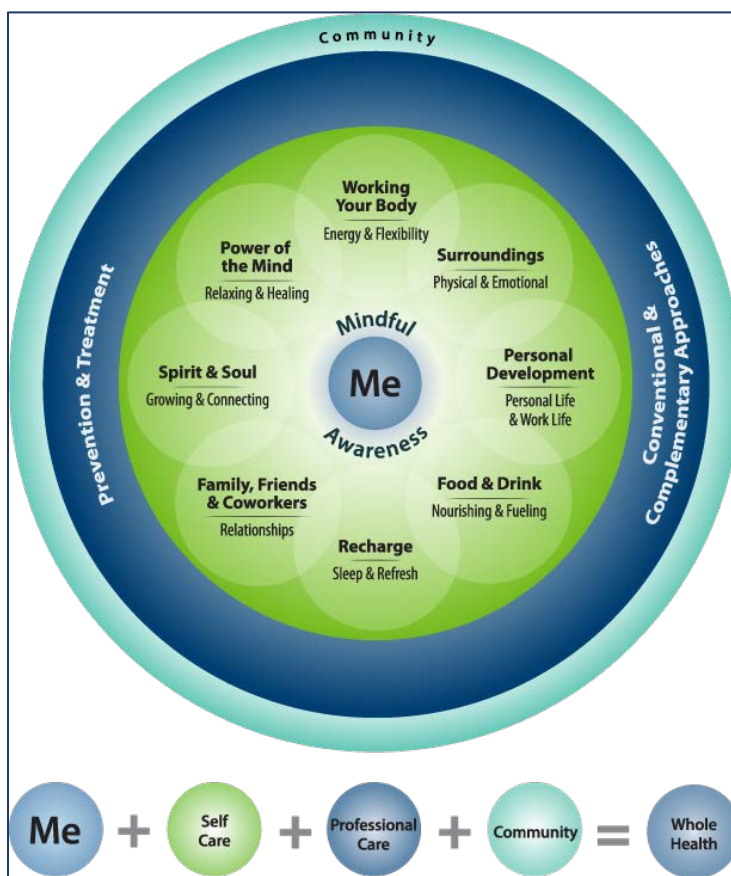 Community
Working
Your Body
Energy & Flexibility
Surroundings
Physical & Emotional
Personal
Development
Personal Life
& Work Life
Food & Drink
Nourishing & Fueling
Recharge
Sleep & Refresh
Family, Friends
& Coworkers
Relationships
Spirit & Soul
Growing & Connecting
Power of
the Mind
Relaxing & Healing
Mindful
Me
Awareness
Prevention & Treatment
Conventional &
Complementary Approaches
Me + Self Care + Professional Care + Community = Whole Health